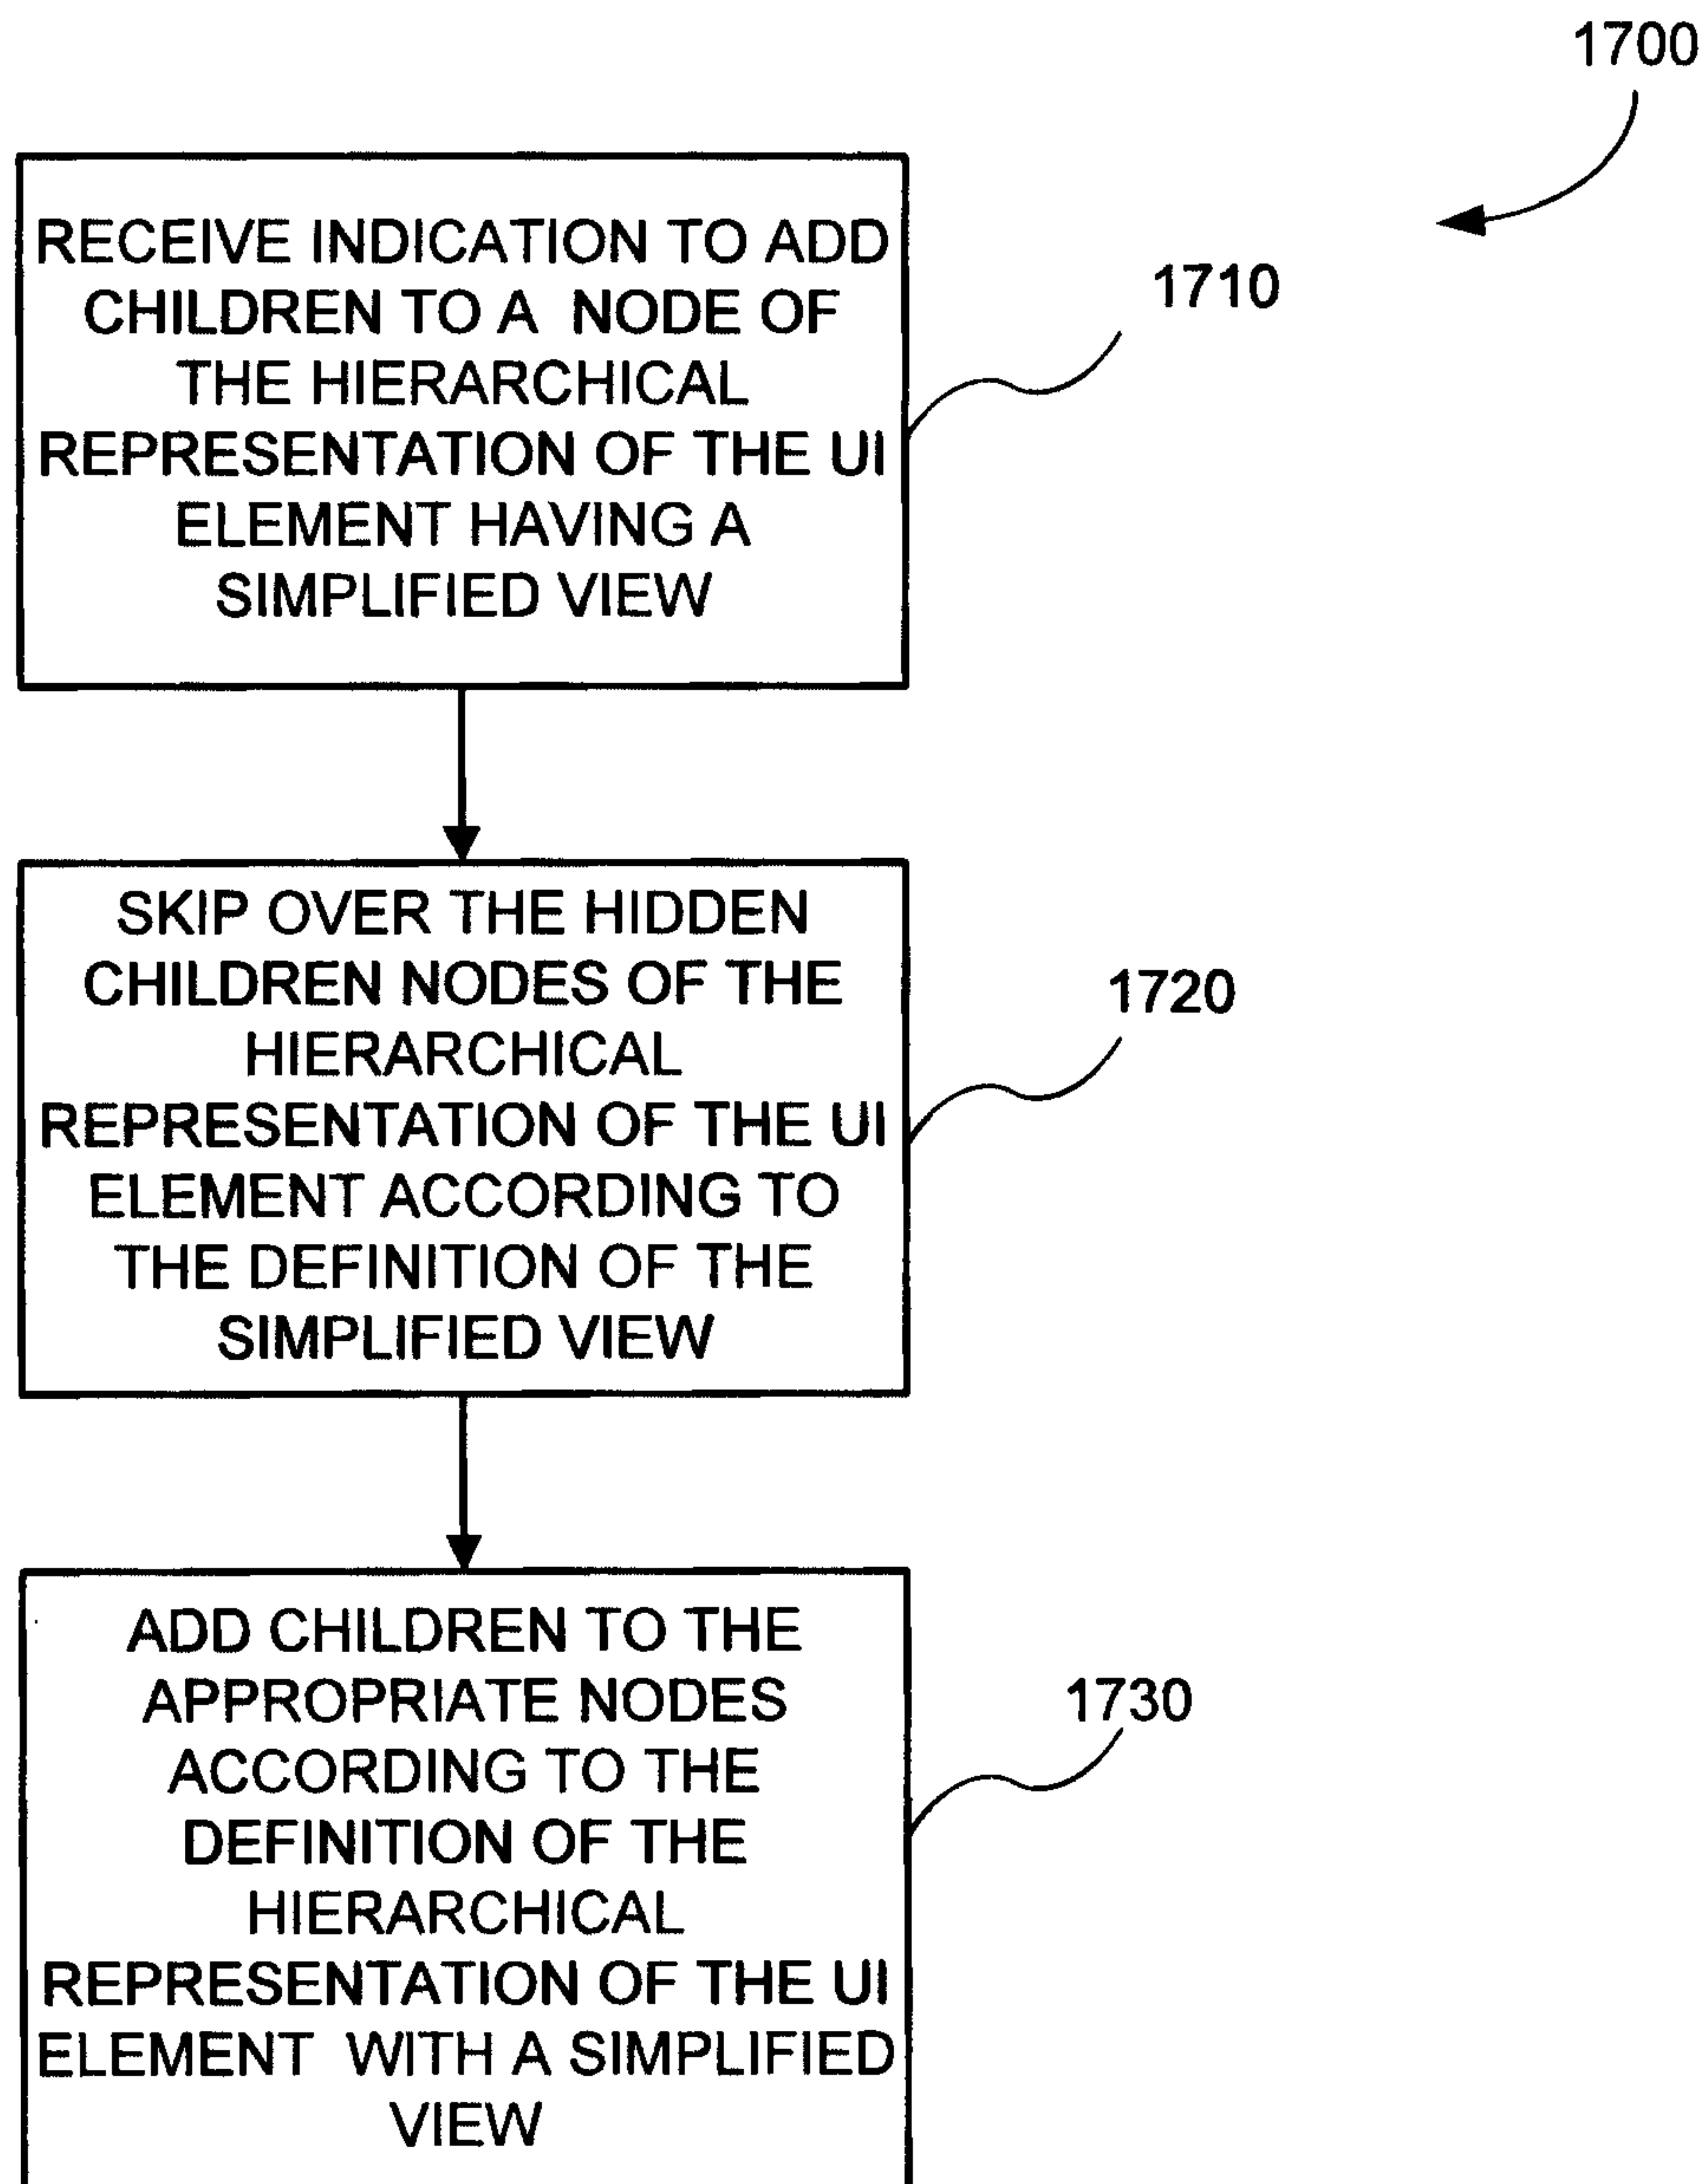 1700
RECEIVE INDICATION TO ADD
CHILDREN TO A NODE OF
THE HIERARCHICAL
REPRESENTATION OF THE UI
ELEMENT HAVING A
SIMPLIFIED VIEW
1710
SKIP OVER THE HIDDEN
CHILDREN NODES OF THE
HIERARCHICAL
REPRESENTATION OF THE UI
ELEMENT ACCORDING TO
THE DEFINITION OF THE
SIMPLIFIED VIEW
1720
ADD CHILDREN TO THE
APPROPRIATE NODES
ACCORDING TO THE
DEFINITION OF THE
HIERARCHICAL
REPRESENTATION OF THE UI
ELEMENT WITH A SIMPLIFIED
VIEW
1730